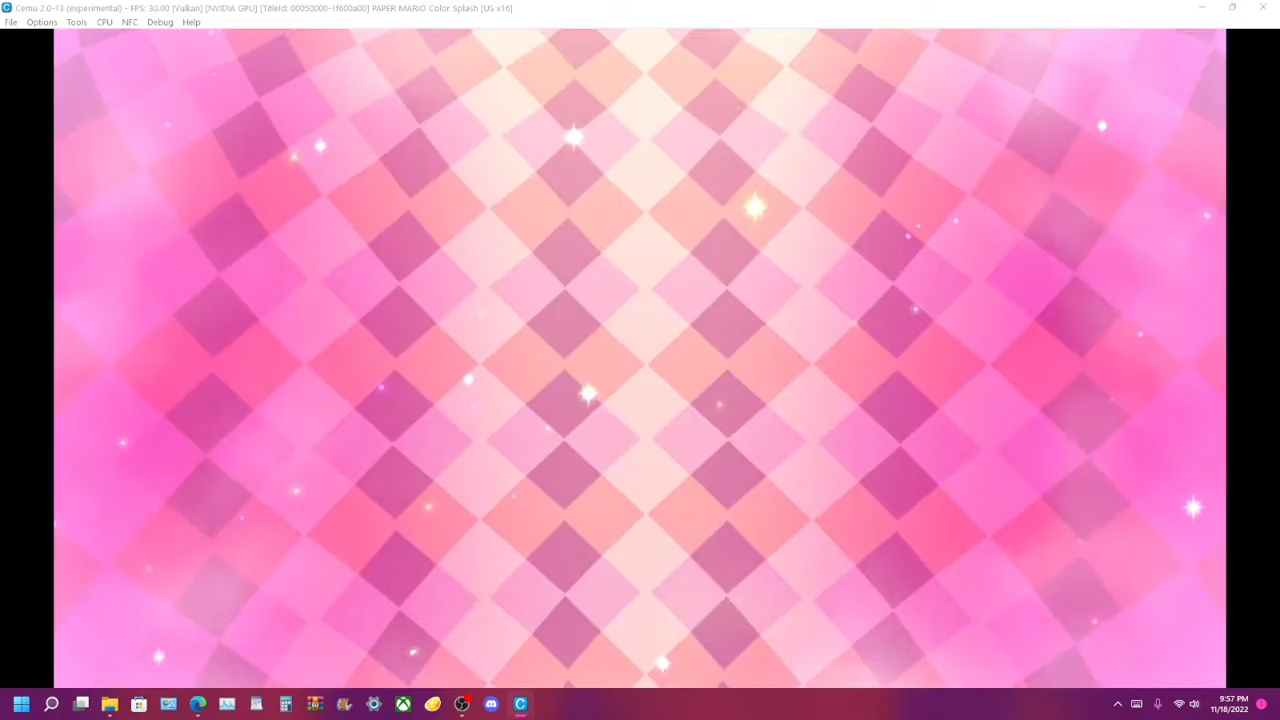 Cemu 2.0-13 (experimental) - FPS: 30.00 [Vulkan] [NVIDIA GPU] [TitleId: 00050000-1f600a00] PAPER MARIO Color Splash [US v16]
File Options Tools CPU NFC Debug Help
9:57 PM
11/18/2022
1